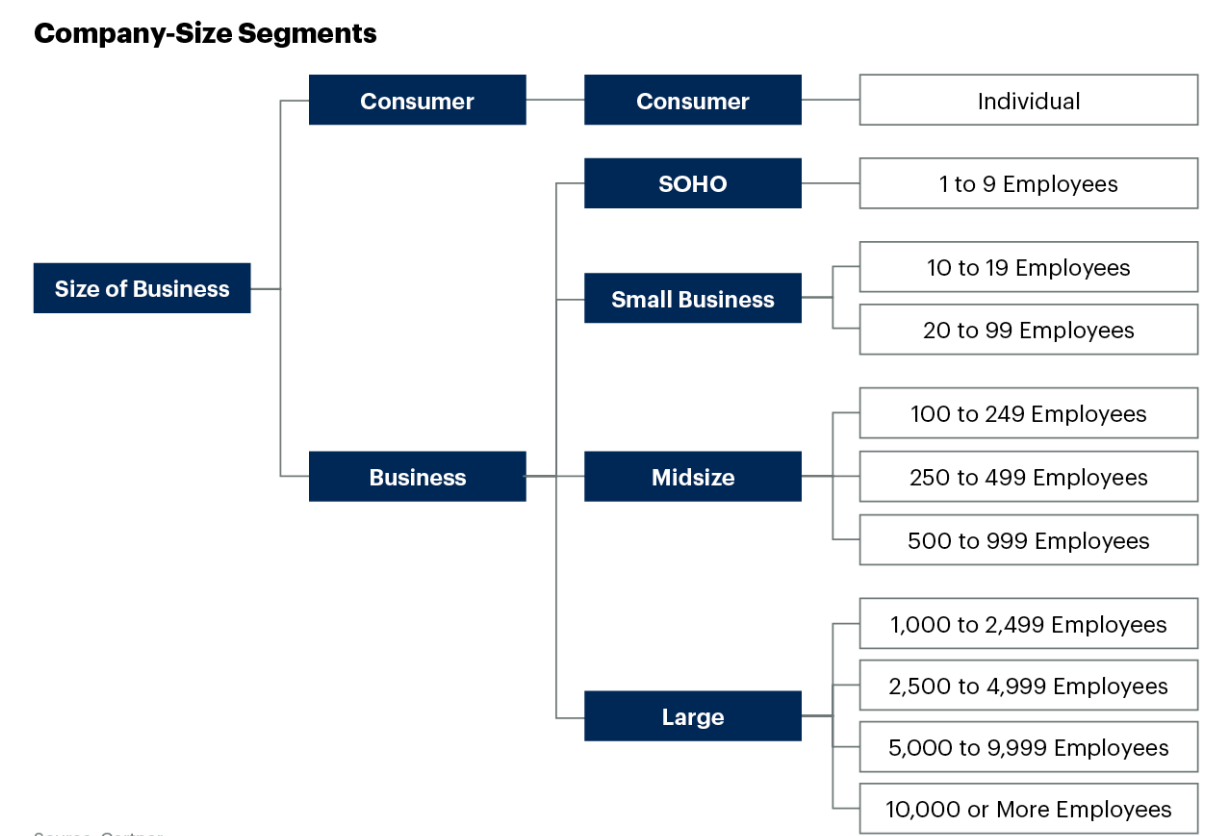 Company-Size Segments
Size of Business
Consumer
Consumer
Individual
Business
SOHO
1 to 9 Employees
Small Business
10 to 19 Employees
20 to 99 Employees
Midsize
100 to 249 Employees
250 to 499 Employees
500 to 999 Employees
Large
1,000 to 2,499 Employees
2,500 to 4,999 Employees
5,000 to 9,999 Employees
10,000 or More Employees
Source: Gartner